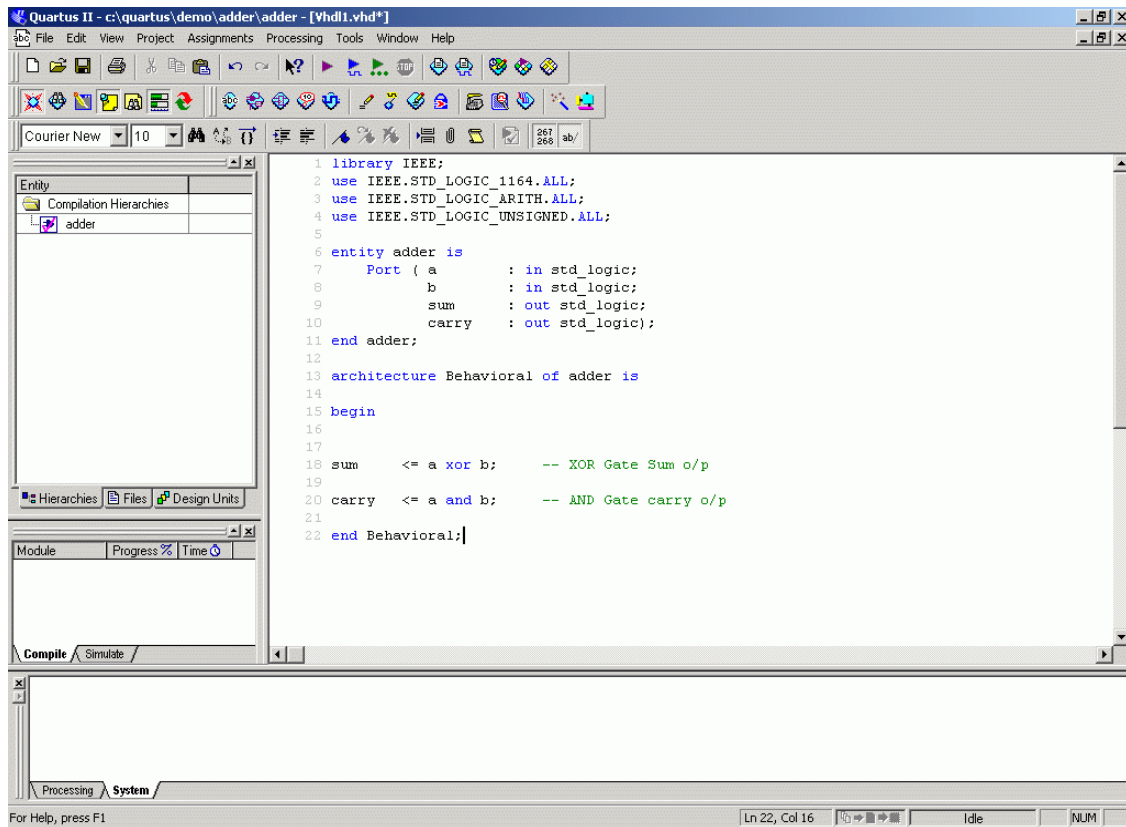 Quartus II - c:\quartus\demo\adder\adder - [Vhdl1.vhd*]
File Edit View Project Assignments Processing Tools Window Help
Courier New 10 267 268 ab/
Entity
Compilation Hierarchies
adder
Hierarchies Files Design Units
Module Progress % Time
Compile Simulate
1 library IEEE;
2 use IEEE.STD_LOGIC_1164.ALL;
3 use IEEE.STD_LOGIC_ARITH.ALL;
4 use IEEE.STD_LOGIC_UNSIGNED.ALL;
5
6 entity adder is
7     Port ( a        : in std_logic;
8            b        : in std_logic;
9            sum      : out std_logic;
10            carry    : out std_logic);
11 end adder;
12
13 architecture Behavioral of adder is
14
15 begin
16
17
18 sum     <= a xor b;     -- XOR Gate Sum o/p
19
20 carry   <= a and b;     -- AND Gate carry o/p
21
22 end Behavioral;
Processing System
For Help, press F1 Ln 22, Col 16 Idle NUM